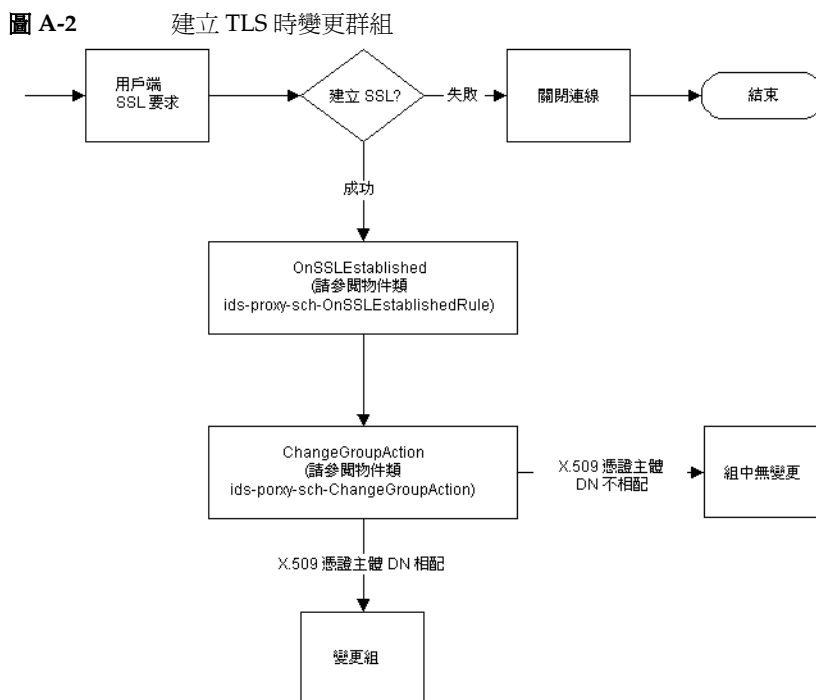 圖 A-2 建立 TLS 時變更群組
用戶端
SSL 要求
建立 SSL?
失敗
關閉連線
結束
成功
OnSSLEstablished
(請參閱物件類
ids-proxy-sch-OnSSLEstablishedRule)
ChangeGroupAction
(請參閱物件類
ids-porxy-sch-ChangeGroupAction)
X.509 憑證主體
DN 不相配
組中無變更
X.509 憑證主體 DN 相配
變更組